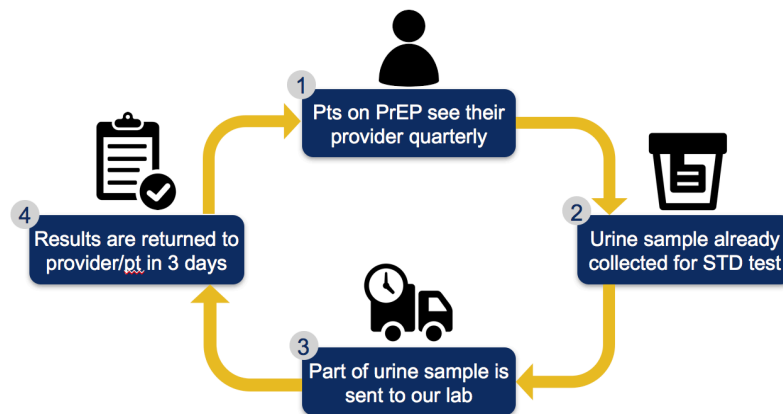 1
Pts on PrEP see their
provider quarterly
2
Urine sample already
collected for STD test
3
Part of urine sample is
sent to our lab
4
Results are returned to
provider/pt in 3 days